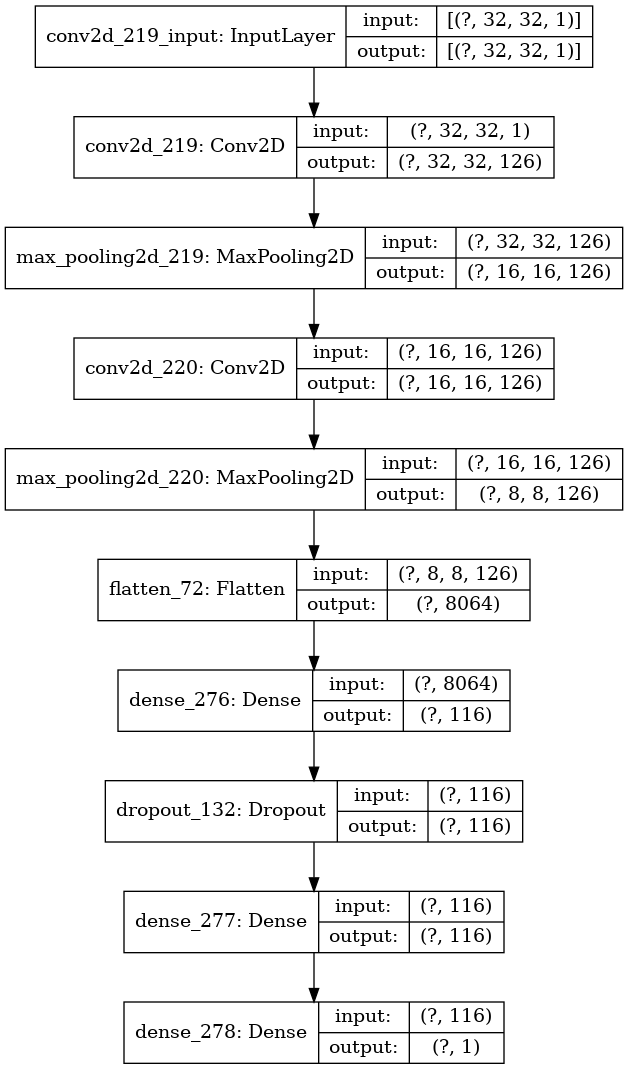 conv2d_219_input: InputLayer
input: [(?, 32, 32, 1)]
output: [(?, 32, 32, 1)]
conv2d_219: Conv2D
input: (?, 32, 32, 1)
output: (?, 32, 32, 126)
max_pooling2d_219: MaxPooling2D
input: (?, 32, 32, 126)
output: (?, 16, 16, 126)
conv2d_220: Conv2D
input: (?, 16, 16, 126)
output: (?, 16, 16, 126)
max_pooling2d_220: MaxPooling2D
input: (?, 16, 16, 126)
output: (?, 8, 8, 126)
flatten_72: Flatten
input: (?, 8, 8, 126)
output: (?, 8064)
dense_276: Dense
input: (?, 8064)
output: (?, 116)
dropout_132: Dropout
input: (?, 116)
output: (?, 116)
dense_277: Dense
input: (?, 116)
output: (?, 116)
dense_278: Dense
input: (?, 116)
output: (?, 1)